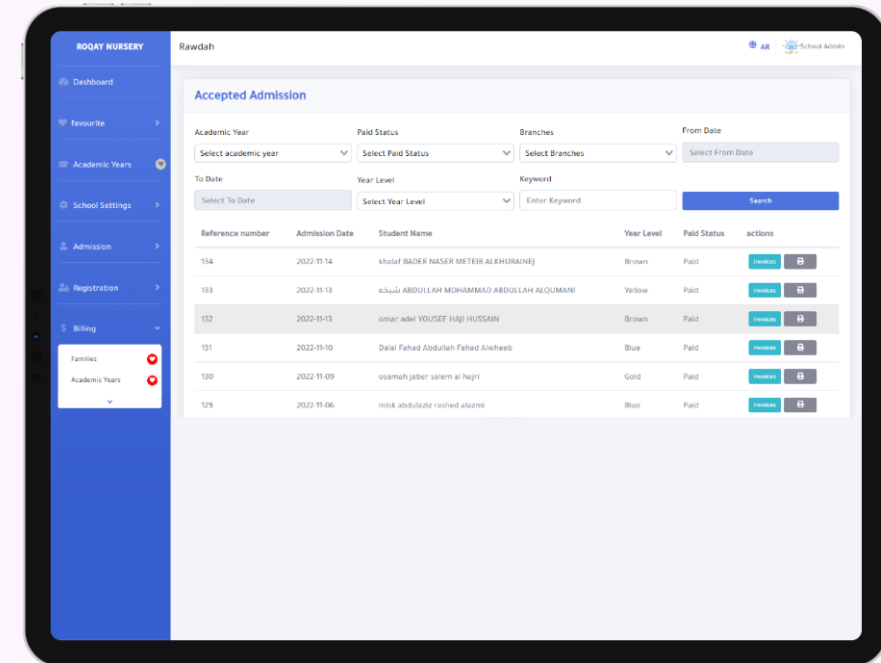 ROQAY NURSERY
Rawdah
AR
School Admin
Dashboard
favourite
Academic Years
School Settings
Admission
Registration
Billing
Families
Academic Years
Accepted Admission
Academic Year
Paid Status
Branches
From Date
Select academic year
Select Paid Status
Select Branches
Select From Date
To Date
Year Level
Keyword
Select To Date
Select Year Level
Enter Keyword
Search
Reference number Admission Date Student Name Year Level Paid Status actions
134 2022-11-14 khalaf BADER NASER METEIB ALKHURAINEJ Brown Paid Invoices
133 2022-11-13 شيخه ABDULLAH MOHAMMAD ABDULLAH ALQUMANI Yellow Paid Invoices
132 2022-11-13 omar adel YOUSEF HAJI HUSSAIN Brown Paid Invoices
131 2022-11-10 Dalal Fahad Abdullah Fahad Alwheeb Blue Paid Invoices
130 2022-11-09 osamah jaber salem al hajri Gold Paid Invoices
129 2022-11-06 misk abdulaziz rashed alazmi Blue Paid Invoices